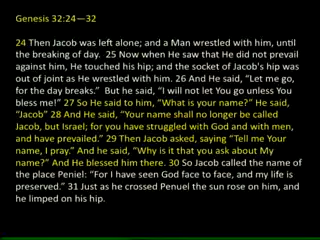 Genesis 32:24—32
24 Then Jacob was left alone; and a Man wrestled with him, until
the breaking of day.  25 Now when He saw that He did not prevail
against him, He touched his hip; and the socket of Jacob's hip was
out of joint as He wrestled with him. 26 And He said, “Let me go,
for the day breaks.”  But he said, “I will not let You go unless You
bless me!” 27 So He said to him, “What is your name?” He said,
“Jacob” 28 And He said, “Your name shall no longer be called
Jacob, but Israel; for you have struggled with God and with men,
and have prevailed.” 29 Then Jacob asked, saying “Tell me Your
name, I pray.” And he said, “Why is it that you ask about My
name?” And He blessed him there. 30 So Jacob called the name of
the place Peniel: “For I have seen God face to face, and my life is
preserved.” 31 Just as he crossed Penuel the sun rose on him, and
he limped on his hip.